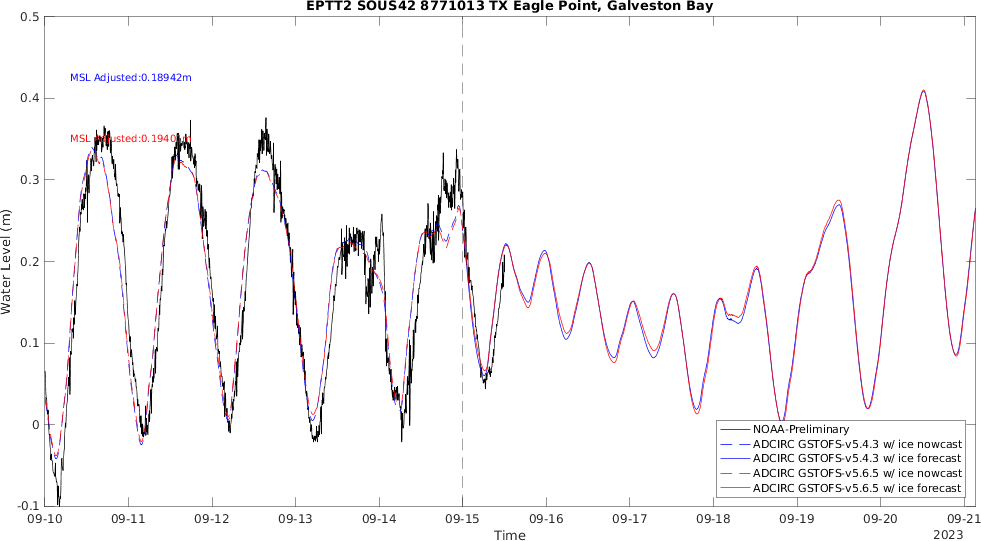 EPTT2 SOUS42 8771013 TX Eagle Point, Galveston Bay
0.5
0.4
0.3
0.2
0.1
0
-0.1
Water Level (m)
MSL Adjusted:0.18942m
MSL Adjusted:0.1940
NOAA-Preliminary
ADCIRC GSTOFS-v5.4.3 w/ ice nowcast
ADCIRC GSTOFS-v5.4.3 w/ ice forecast
ADCIRC GSTOFS-v5.6.5 w/ ice nowcast
ADCIRC GSTOFS-v5.6.5 w/ ice forecast
09-10 09-11 09-12 09-13 09-14 09-15 09-16 09-17 09-18 09-19 09-20 09-21
Time
2023